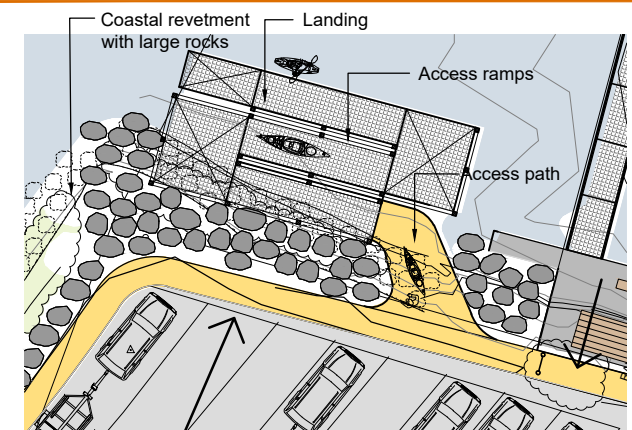 Coastal revetment
with large rocks
Landing
Access ramps
Access path